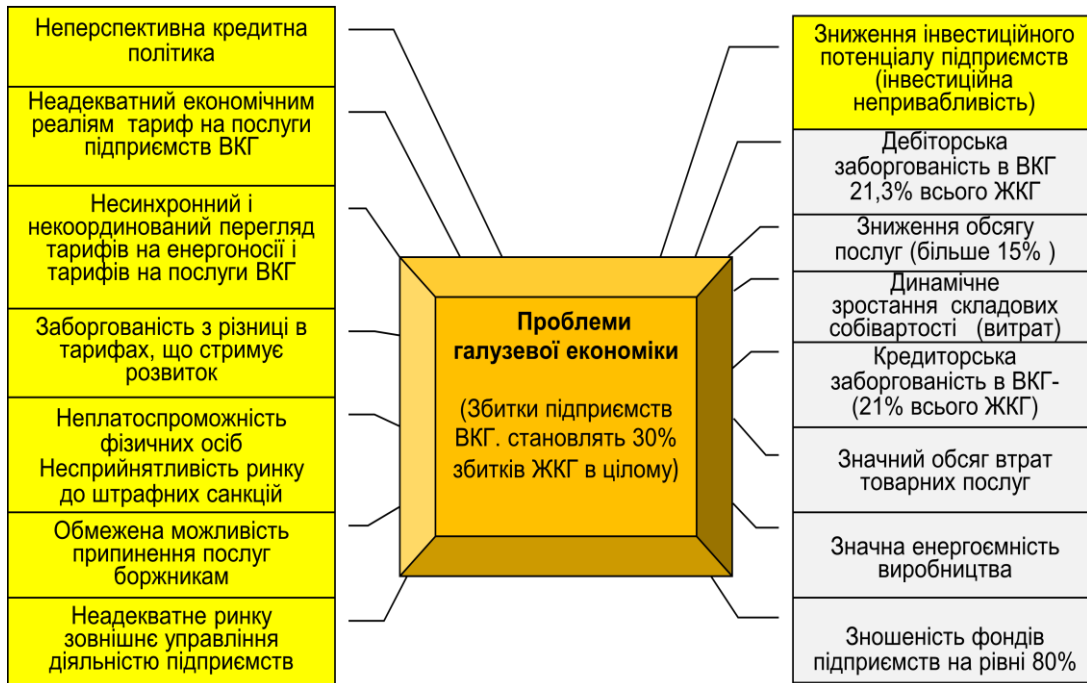 Неперспективна кредитна
політика
Неадекватний економічним
реаліям тариф на послуги
підприємств ВКГ
Несинхронний і
некоординований перегляд
тарифів на енергоносії і
тарифів на послуги ВКГ
Заборгованість з різниці в
тарифах, що стримує
розвиток
Неплатоспроможність
фізичних осіб
Несприйнятливість ринку
до штрафних санкцій
Обмежена можливість
припинення послуг
боржникам
Неадекватне ринку
зовнішнє управління
діяльністю підприємств
Проблеми
галузевої економіки
(Збитки підприємств
ВКГ. становлять 30%
збитків ЖКГ в цілому)
Зниження інвестиційного
потенціалу підприємств
(інвестиційна
непривабливість)
Дебіторська
заборгованість в ВКГ
21,3% всього ЖКГ
Зниження обсягу
послуг (більше 15% )
Динамічне
зростання складових
собівартості (витрат)
Кредиторська
заборгованість в ВКГ-
(21% всього ЖКГ)
Значний обсяг втрат
товарних послуг
Значна енергоємність
виробництва
Зношеність фондів
підприємств на рівні 80%